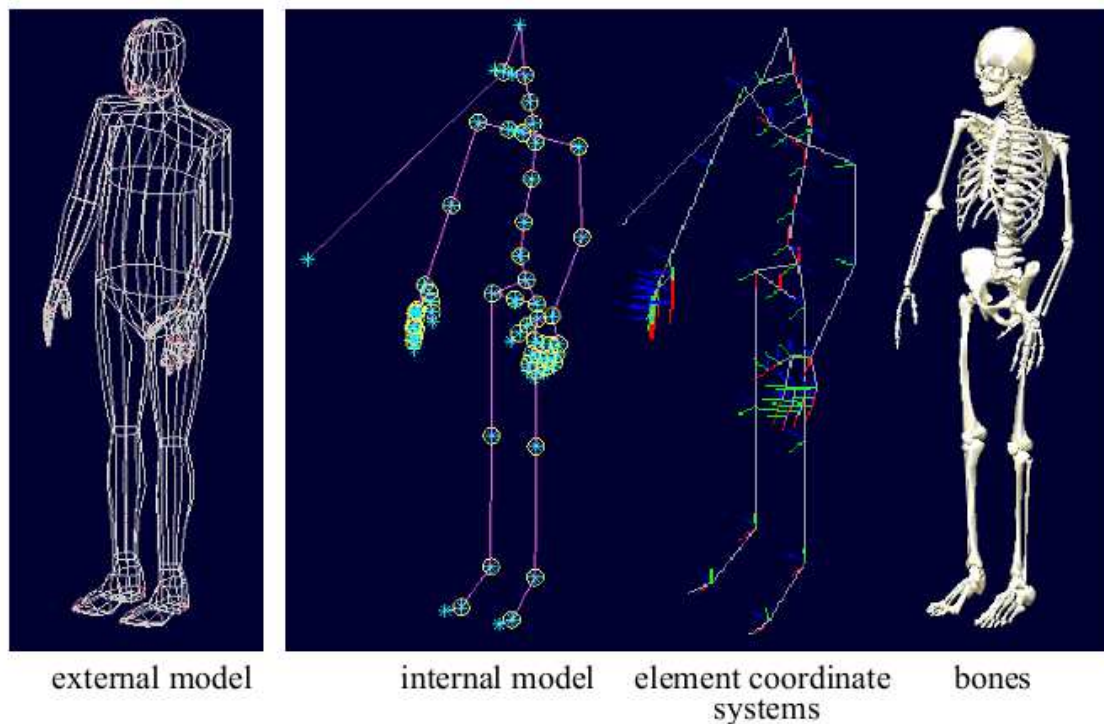 external model
internal model
element coordinate
systems
bones